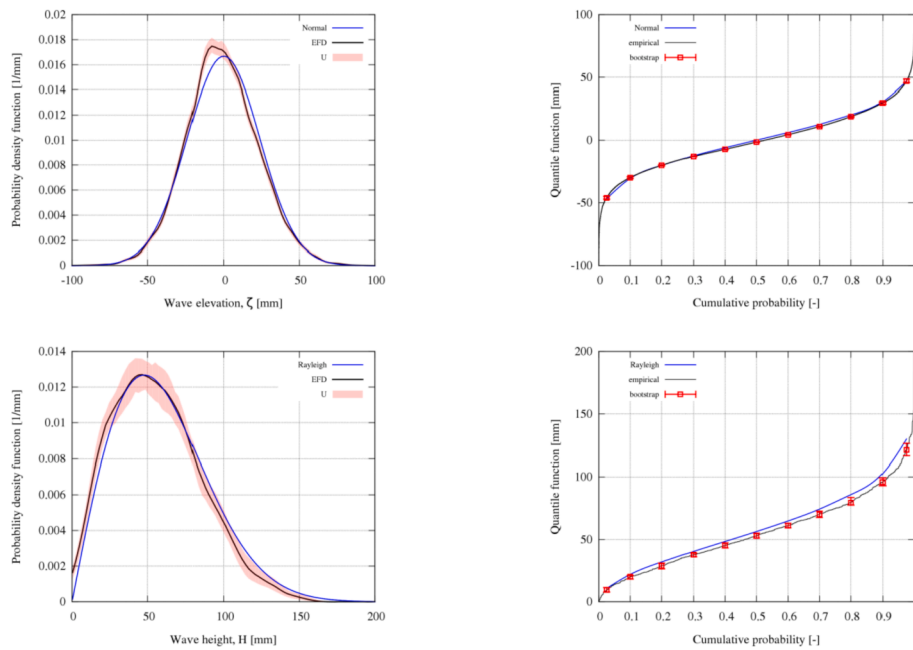 0.02
0.018
0.016
0.014
0.012
0.01
0.008
0.006
0.004
0.002
0
Probability density function [1/mm]
Normal
EFD
U
-100 -50 0 50 100
Wave elevation, ζ [mm]
100
50
0
-50
-100
Quantile function [mm]
Normal
empirical
bootstrap
0.1 0.2 0.3 0.4 0.5 0.6 0.7 0.8 0.9
Cumulative probability [-]
0.014
0.012
0.01
0.008
0.006
0.004
0.002
0
Probability density function [1/mm]
Rayleigh
EFD
U
0 50 100 150 200
Wave height, H [mm]
200
150
100
50
0
Quantile function [mm]
Rayleigh
empirical
bootstrap
0.1 0.2 0.3 0.4 0.5 0.6 0.7 0.8 0.9
Cumulative probability [-]